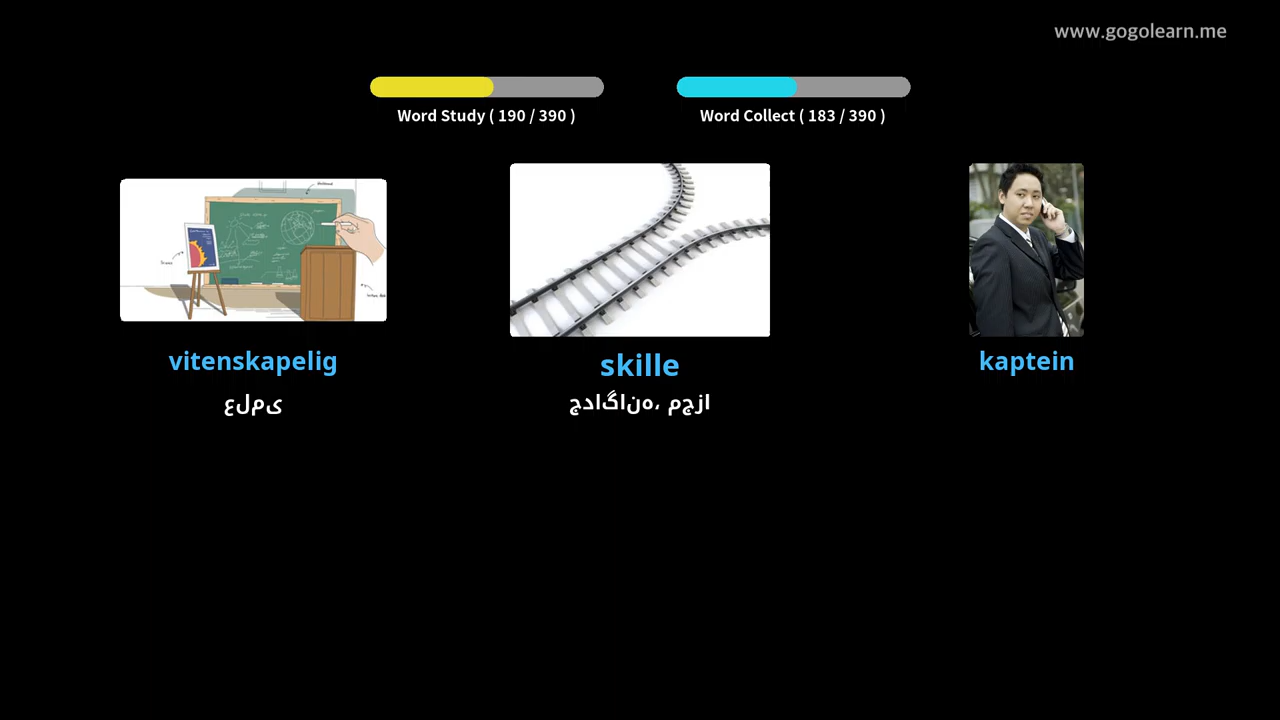 www.gogolearn.me
Word Study ( 190 / 390 )
Word Collect ( 183 / 390 )
vitenskapelig
علمی
skille
جداگانه، مجزا
kaptein